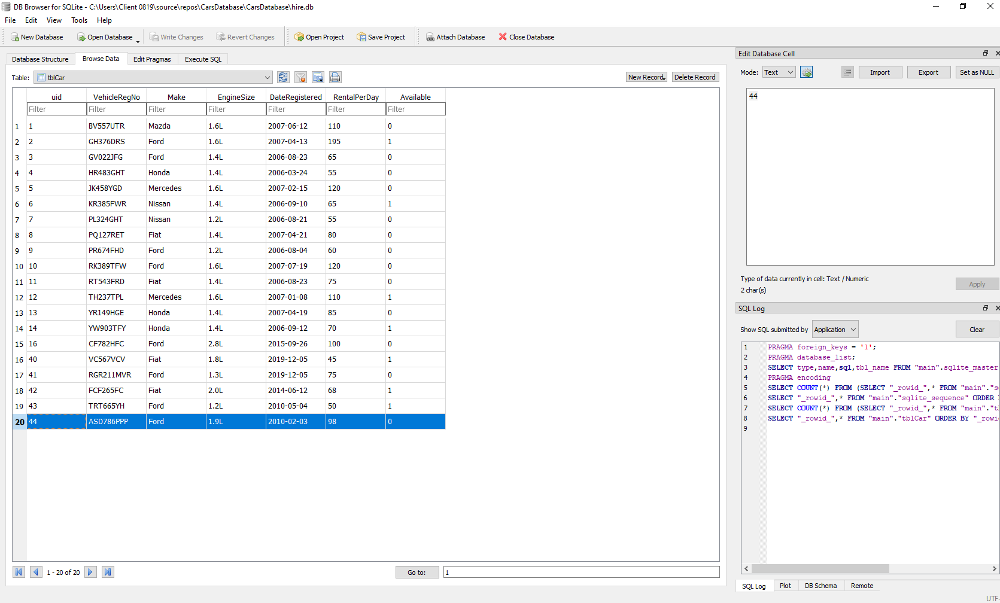 DB Browser for SQLite - C:\Users\Client 0819\source\repos\CarsDatabase\CarsDatabase\hire.db
File Edit View Tools Help
New Database Open Database Write Changes Revert Changes Open Project Save Project Attach Database Close Database
Database Structure Browse Data Edit Pragmas Execute SQL
Table: tblCar New Record Delete Record
uid VehicleRegNo Make EngineSize DateRegistered RentalPerDay Available
Filter Filter Filter Filter Filter Filter Filter
1 1 BV557UTR Mazda 1.6L 2007-06-12 110 0
2 2 GH376DRS Ford 1.6L 2007-04-13 195 1
3 3 GV022JFG Ford 1.4L 2006-08-23 65 0
4 4 HR483GHT Honda 1.4L 2006-03-24 55 0
5 5 JK458YGD Mercedes 1.6L 2007-02-15 120 0
6 6 KR385FWR Nissan 1.4L 2006-09-10 65 1
7 7 PL324GHT Nissan 1.2L 2006-08-21 55 0
8 8 PQ127RET Fiat 1.4L 2007-04-21 80 0
9 9 PR674FHD Ford 1.2L 2006-08-04 60 0
10 10 RK389TFW Ford 1.6L 2007-07-19 120 0
11 11 RT543FRD Fiat 1.4L 2006-08-23 75 0
12 12 TH237TPL Mercedes 1.6L 2007-01-08 110 1
13 13 YR149HGE Honda 1.4L 2007-04-19 85 0
14 14 YW903TFY Honda 1.4L 2006-09-12 70 1
15 16 CF782HFC Ford 2.8L 2015-09-26 100 0
16 40 VC567VCV Fiat 1.8L 2019-12-05 45 1
17 41 RGR211MVR Ford 1.3L 2019-12-05 75 0
18 42 FCF265FC Fiat 2.0L 2014-06-12 68 1
19 43 TRT665YH Ford 1.2L 2010-05-04 50 1
20 44 ASD786PPP Ford 1.9L 2010-02-03 98 0
1 - 20 of 20 Go to: 1
Edit Database Cell
Mode: Text Import Export Set as NULL
44
Type of data currently in cell: Text / Numeric
2 char(s)
Apply
SQL Log
Show SQL submitted by Application Clear
1 PRAGMA foreign_keys = '1';
2 PRAGMA database_list;
3 SELECT type,name,sql,tbl_name FROM "main".sqlite_master
4 PRAGMA encoding
5 SELECT COUNT(*) FROM (SELECT "_rowid_",* FROM "main"."s
6 SELECT "_rowid_",* FROM "main"."sqlite_sequence" ORDER
7 SELECT COUNT(*) FROM (SELECT "_rowid_",* FROM "main"."t
8 SELECT "_rowid_",* FROM "main"."tblCar" ORDER BY "_rowi
9
SQL Log Plot DB Schema Remote
UTF-